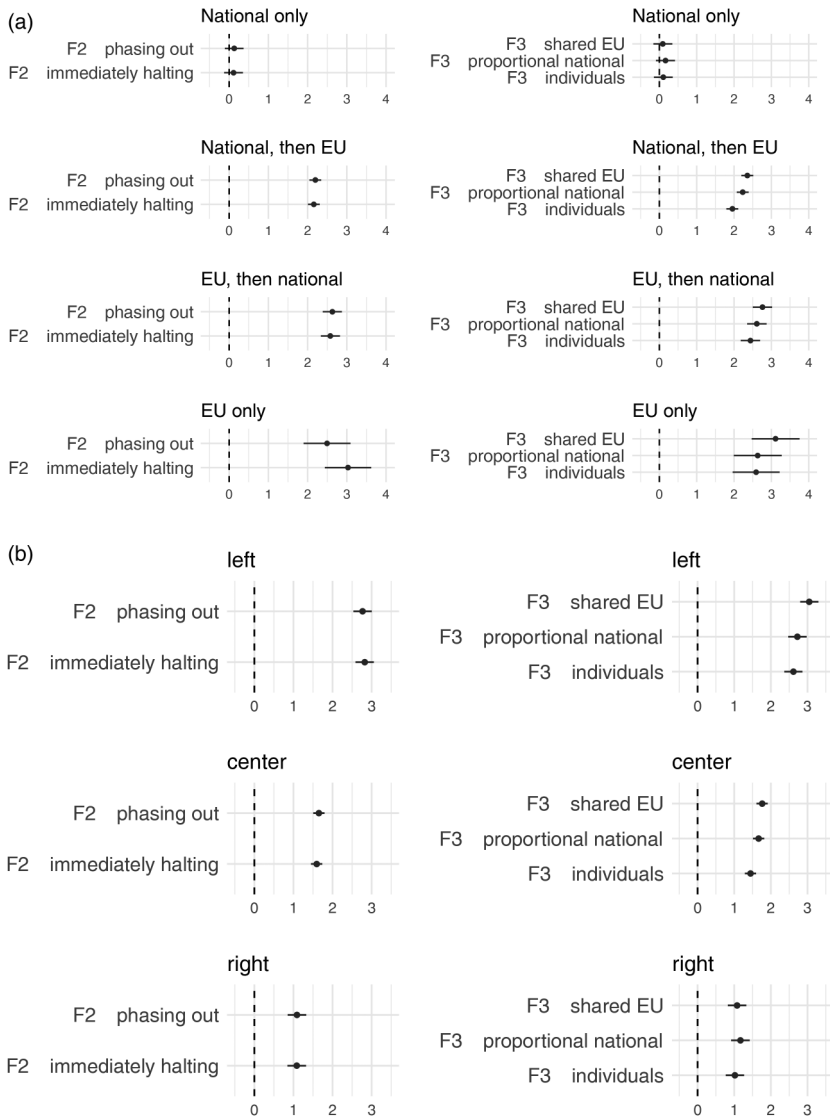 (a)
National only
F2 phasing out
F2 immediately halting
0 1 2 3 4
National only
F3 shared EU
F3 proportional national
F3 individuals
0 1 2 3 4
National, then EU
F2 phasing out
F2 immediately halting
0 1 2 3 4
National, then EU
F3 shared EU
F3 proportional national
F3 individuals
0 1 2 3 4
EU, then national
F2 phasing out
F2 immediately halting
0 1 2 3 4
EU, then national
F3 shared EU
F3 proportional national
F3 individuals
0 1 2 3 4
EU only
F2 phasing out
F2 immediately halting
0 1 2 3 4
EU only
F3 shared EU
F3 proportional national
F3 individuals
0 1 2 3 4
(b)
left
F2 phasing out
F2 immediately halting
0 1 2 3
left
F3 shared EU
F3 proportional national
F3 individuals
0 1 2 3
center
F2 phasing out
F2 immediately halting
0 1 2 3
center
F3 shared EU
F3 proportional national
F3 individuals
0 1 2 3
right
F2 phasing out
F2 immediately halting
0 1 2 3
right
F3 shared EU
F3 proportional national
F3 individuals
0 1 2 3